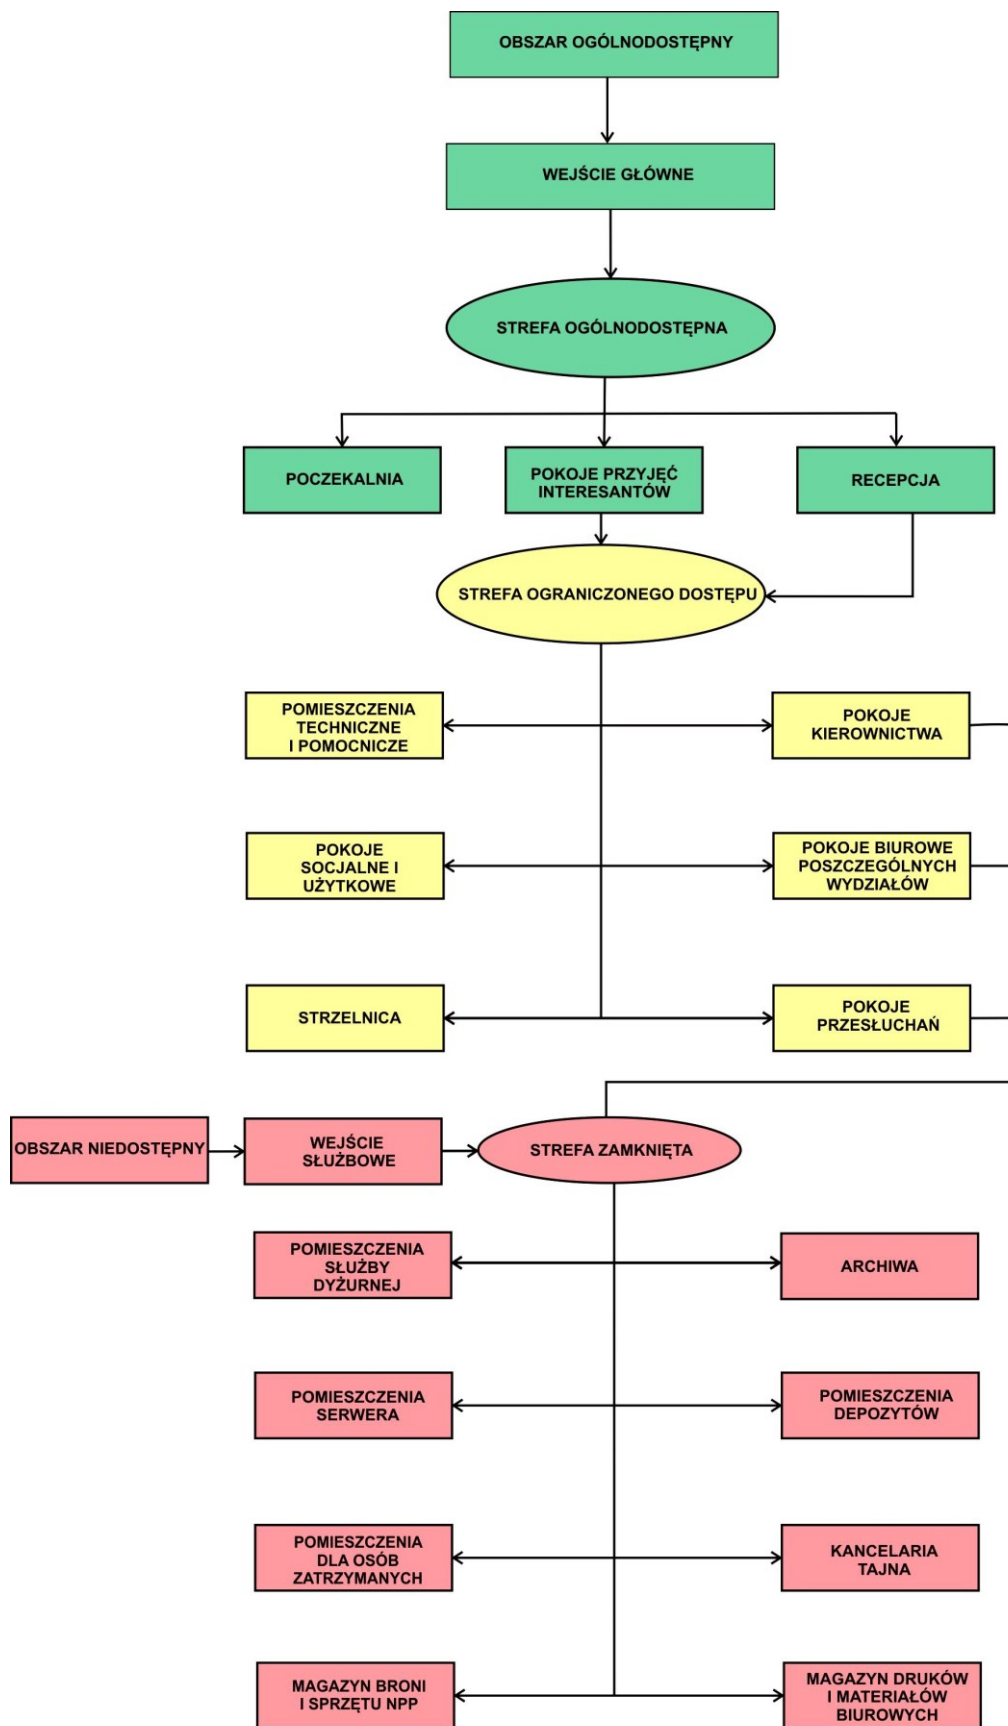 OBSZAR OGÓLNODOSTĘPNY
WEJŚCIE GŁÓWNE
STREFA OGÓLNODOSTĘPNA
POCZEKALNIA
POKOJE PRZYJĘĆ
INTERESANTÓW
RECEPCJA
STREFA OGRANICZONEGO DOSTĘPU
POMIESZCZENIA
TECHNICZNE
I POMOCNICZE
POKOJE
KIEROWNICTWA
POKOJE
SOCJALNE I
UŻYTKOWE
POKOJE BIUROWE
POSZCZEGÓLNYCH
WYDZIAŁÓW
STRZELNICA
POKOJE
PRZESŁUCHAŃ
OBSZAR NIEDOSTĘPNY
WEJŚCIE
SŁUŻBOWE
STREFA ZAMKNIĘTA
POMIESZCZENIA
SŁUŻBY
DYŻURNEJ
ARCHIWA
POMIESZCZENIA
SERWERA
POMIESZCZENIA
DEPOZYTÓW
POMIESZCZENIA
DLA OSÓB
ZATRZYMANYCH
KANCELARIA
TAJNA
MAGAZYN BRONI
I SPRZĘTU NPP
MAGAZYN DRUKÓW
I MATERIAŁÓW
BIUROWYCH